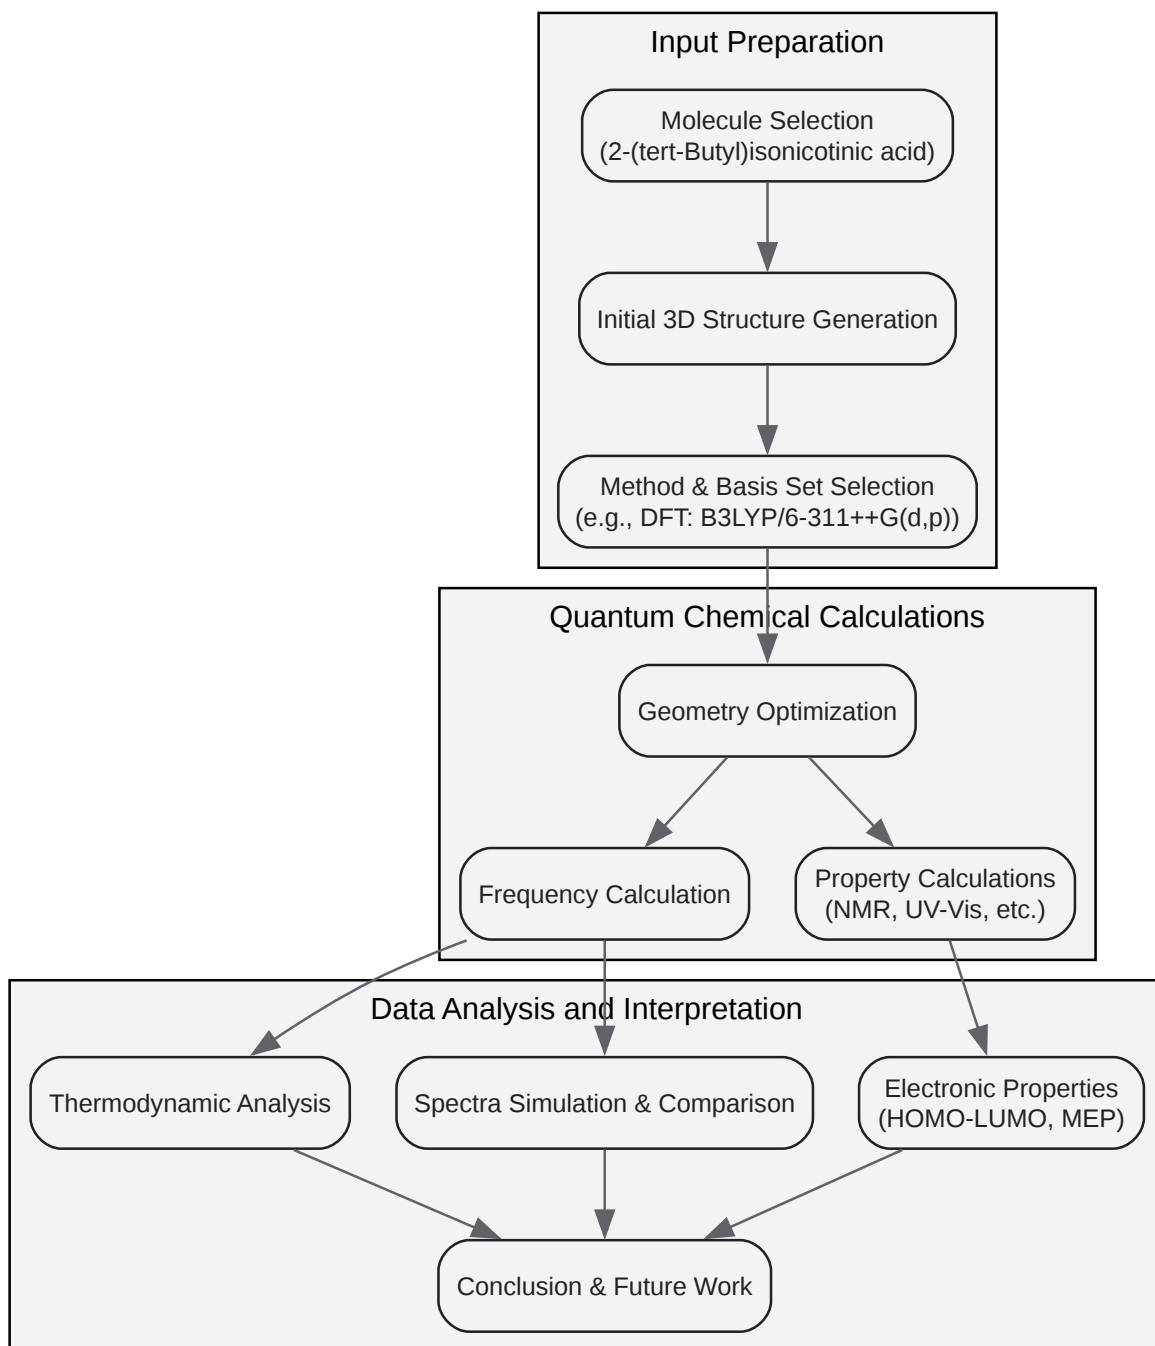 Input Preparation
Molecule Selection
(2-(tert-Butyl)isonicotinic acid)
Initial 3D Structure Generation
Method & Basis Set Selection
(e.g., DFT: B3LYP/6-311++G(d,p))
Quantum Chemical Calculations
Geometry Optimization
Frequency Calculation
Property Calculations
(NMR, UV-Vis, etc.)
Data Analysis and Interpretation
Thermodynamic Analysis
Spectra Simulation & Comparison
Electronic Properties
(HOMO-LUMO, MEP)
Conclusion & Future Work